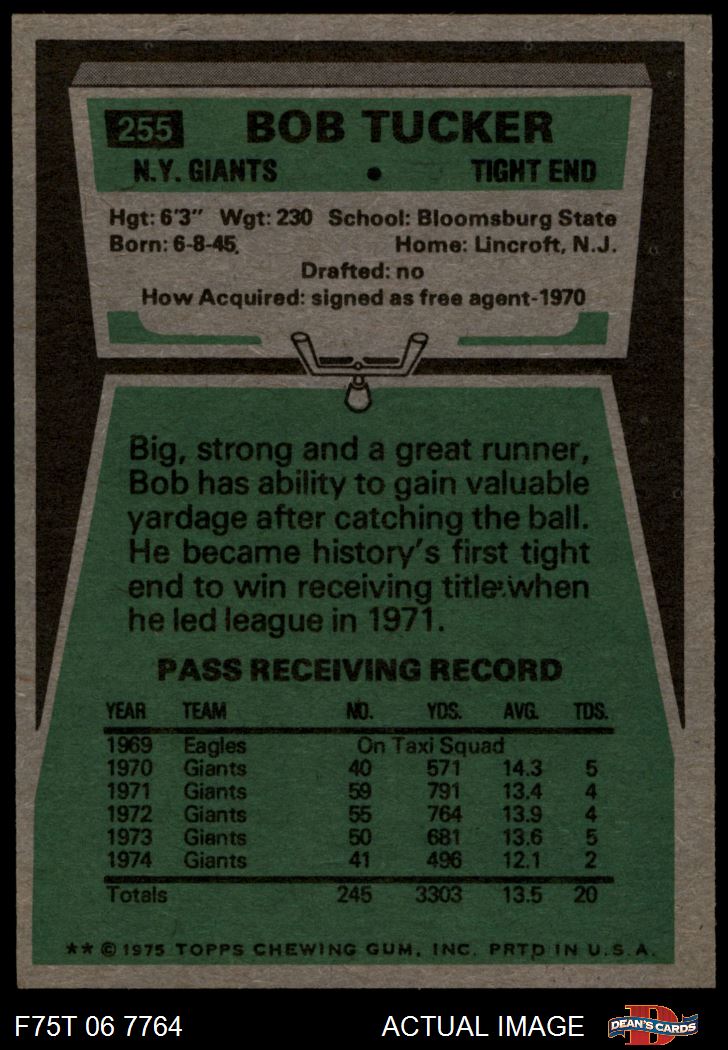 255 BOB TUCKER
N.Y. GIANTS • TIGHT END
Hgt: 6'3" Wgt: 230 School: Bloomsburg State
Born: 6-8-45. Home: Lincroft, N.J.
Drafted: no
How Acquired: signed as free agent-1970
Big, strong and a great runner,
Bob has ability to gain valuable
yardage after catching the ball.
He became history's first tight
end to win receiving title when
he led league in 1971.
PASS RECEIVING RECORD
YEAR TEAM NO. YDS. AVG. TDS.
1969 Eagles On Taxi Squad
1970 Giants 40 571 14.3 5
1971 Giants 59 791 13.4 4
1972 Giants 55 764 13.9 4
1973 Giants 50 681 13.6 5
1974 Giants 41 496 12.1 2
Totals 245 3303 13.5 20
** © 1975 TOPPS CHEWING GUM, INC. PRTD IN U.S.A.
F75T 06 7764 ACTUAL IMAGE DEAN'S CARDS